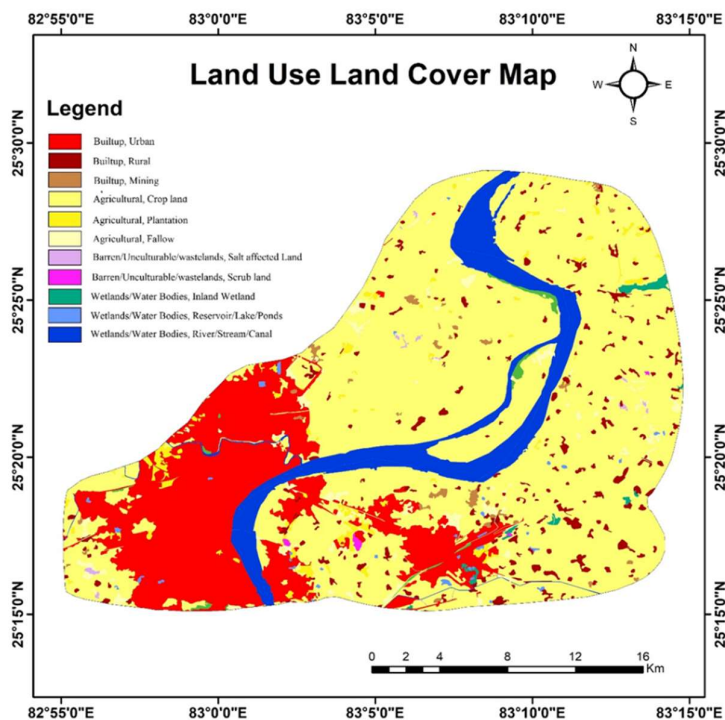 82°55'0"E 83°0'0"E 83°5'0"E 83°10'0"E 83°15'0"E
Land Use Land Cover Map
N
W E
S
Legend
Builtup, Urban
Builtup, Rural
Builtup, Mining
Agricultural, Crop land
Agricultural, Plantation
Agricultural, Fallow
Barren/Unculturable/wastelands, Salt affected Land
Barren/Unculturable/wastelands, Scrub land
Wetlands/Water Bodies, Inland Wetland
Wetlands/Water Bodies, Reservoir/Lake/Ponds
Wetlands/Water Bodies, River/Stream/Canal
25°30'0"N 25°30'0"N
25°25'0"N 25°25'0"N
25°20'0"N 25°20'0"N
25°15'0"N 25°15'0"N
0 2 4 8 12 16
Km
82°55'0"E 83°0'0"E 83°5'0"E 83°10'0"E 83°15'0"E